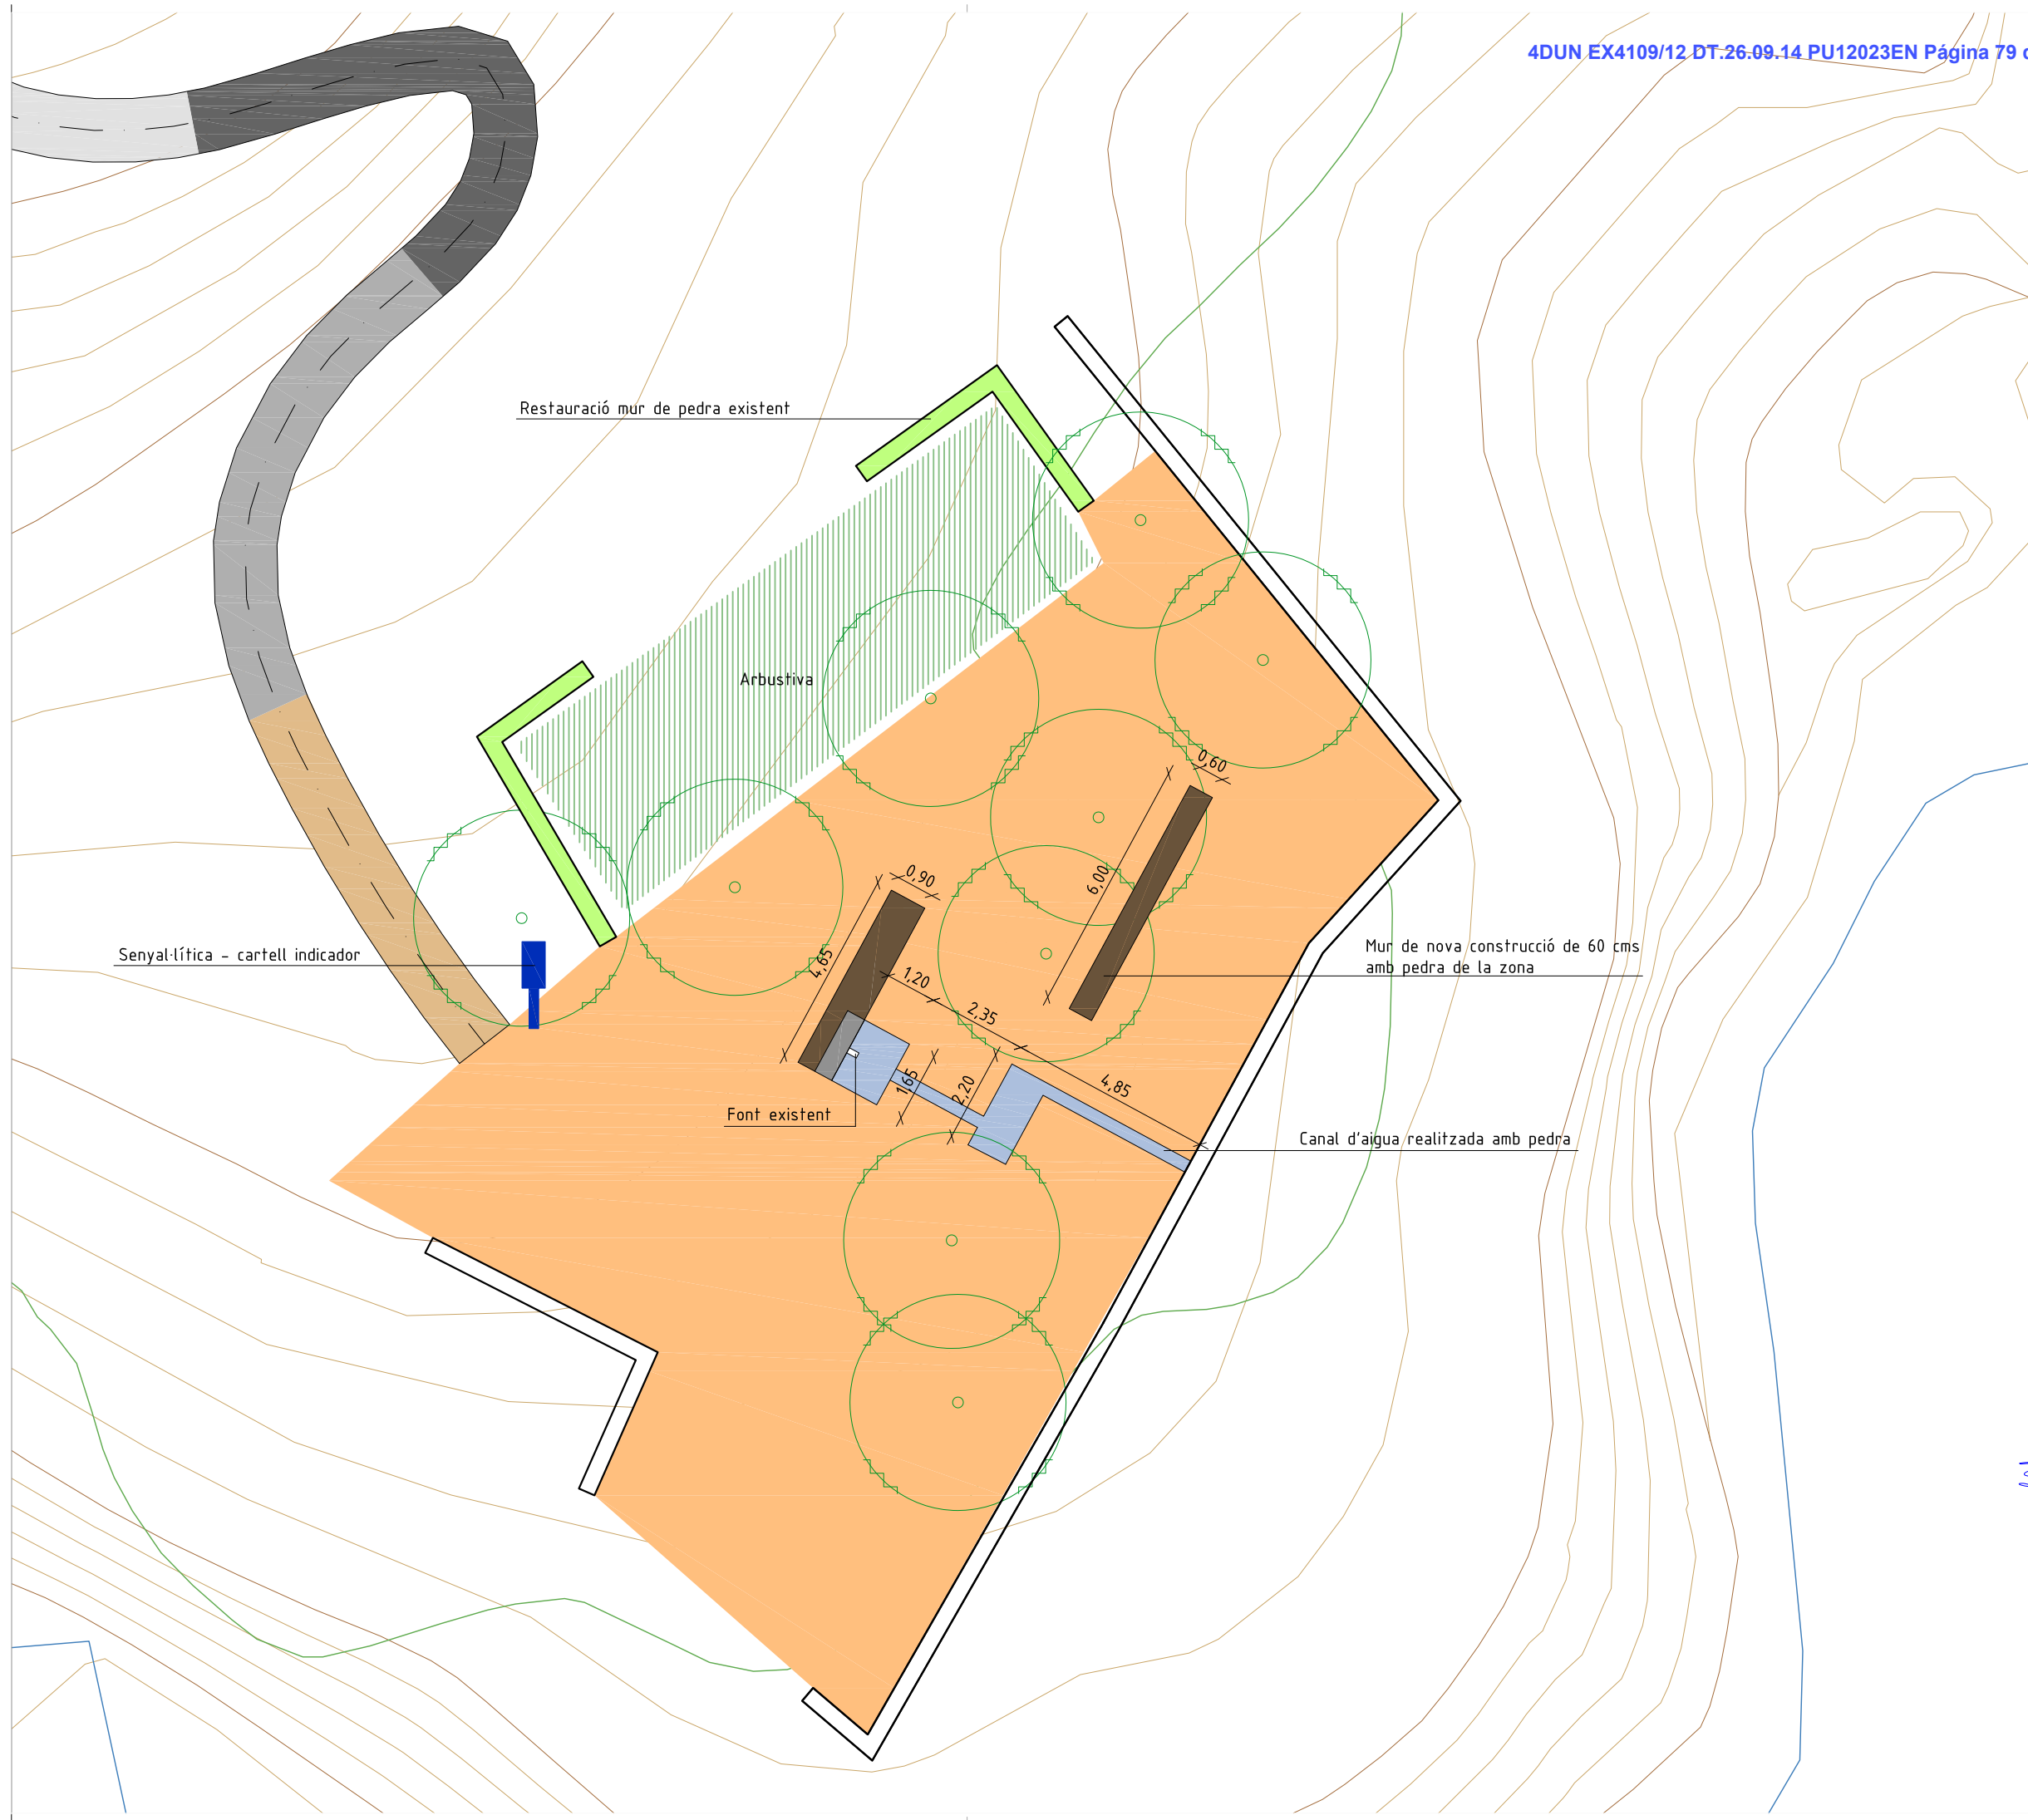 4DUN EX4109/12 DT.26.09.14 PU12023EN Página 79
Restauració mur de pedra existent
Arbustiva
0,60
6,00
0,90
4,65
Senyal·lítica - cartell indicador
Mur de nova construcció de 60 cms
amb pedra de la zona
1,20
2,35
4,85
1,65
2,20
Font existent
Canal d'aigua realitzada amb pedra